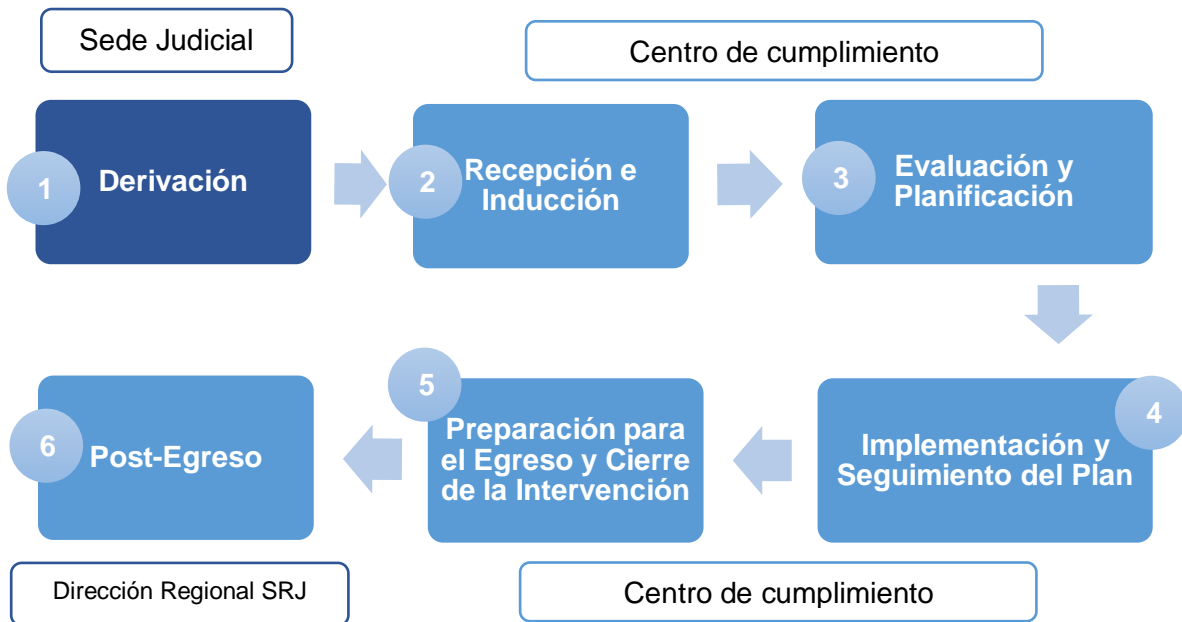 Sede Judicial
Centro de cumplimiento
1
Derivación
2
Recepción e
Inducción
3
Evaluación y
Planificación
4
Implementación y
Seguimiento del Plan
5
Preparación para
el Egreso y Cierre
de la Intervención
6
Post-Egreso
Dirección Regional SRJ
Centro de cumplimiento